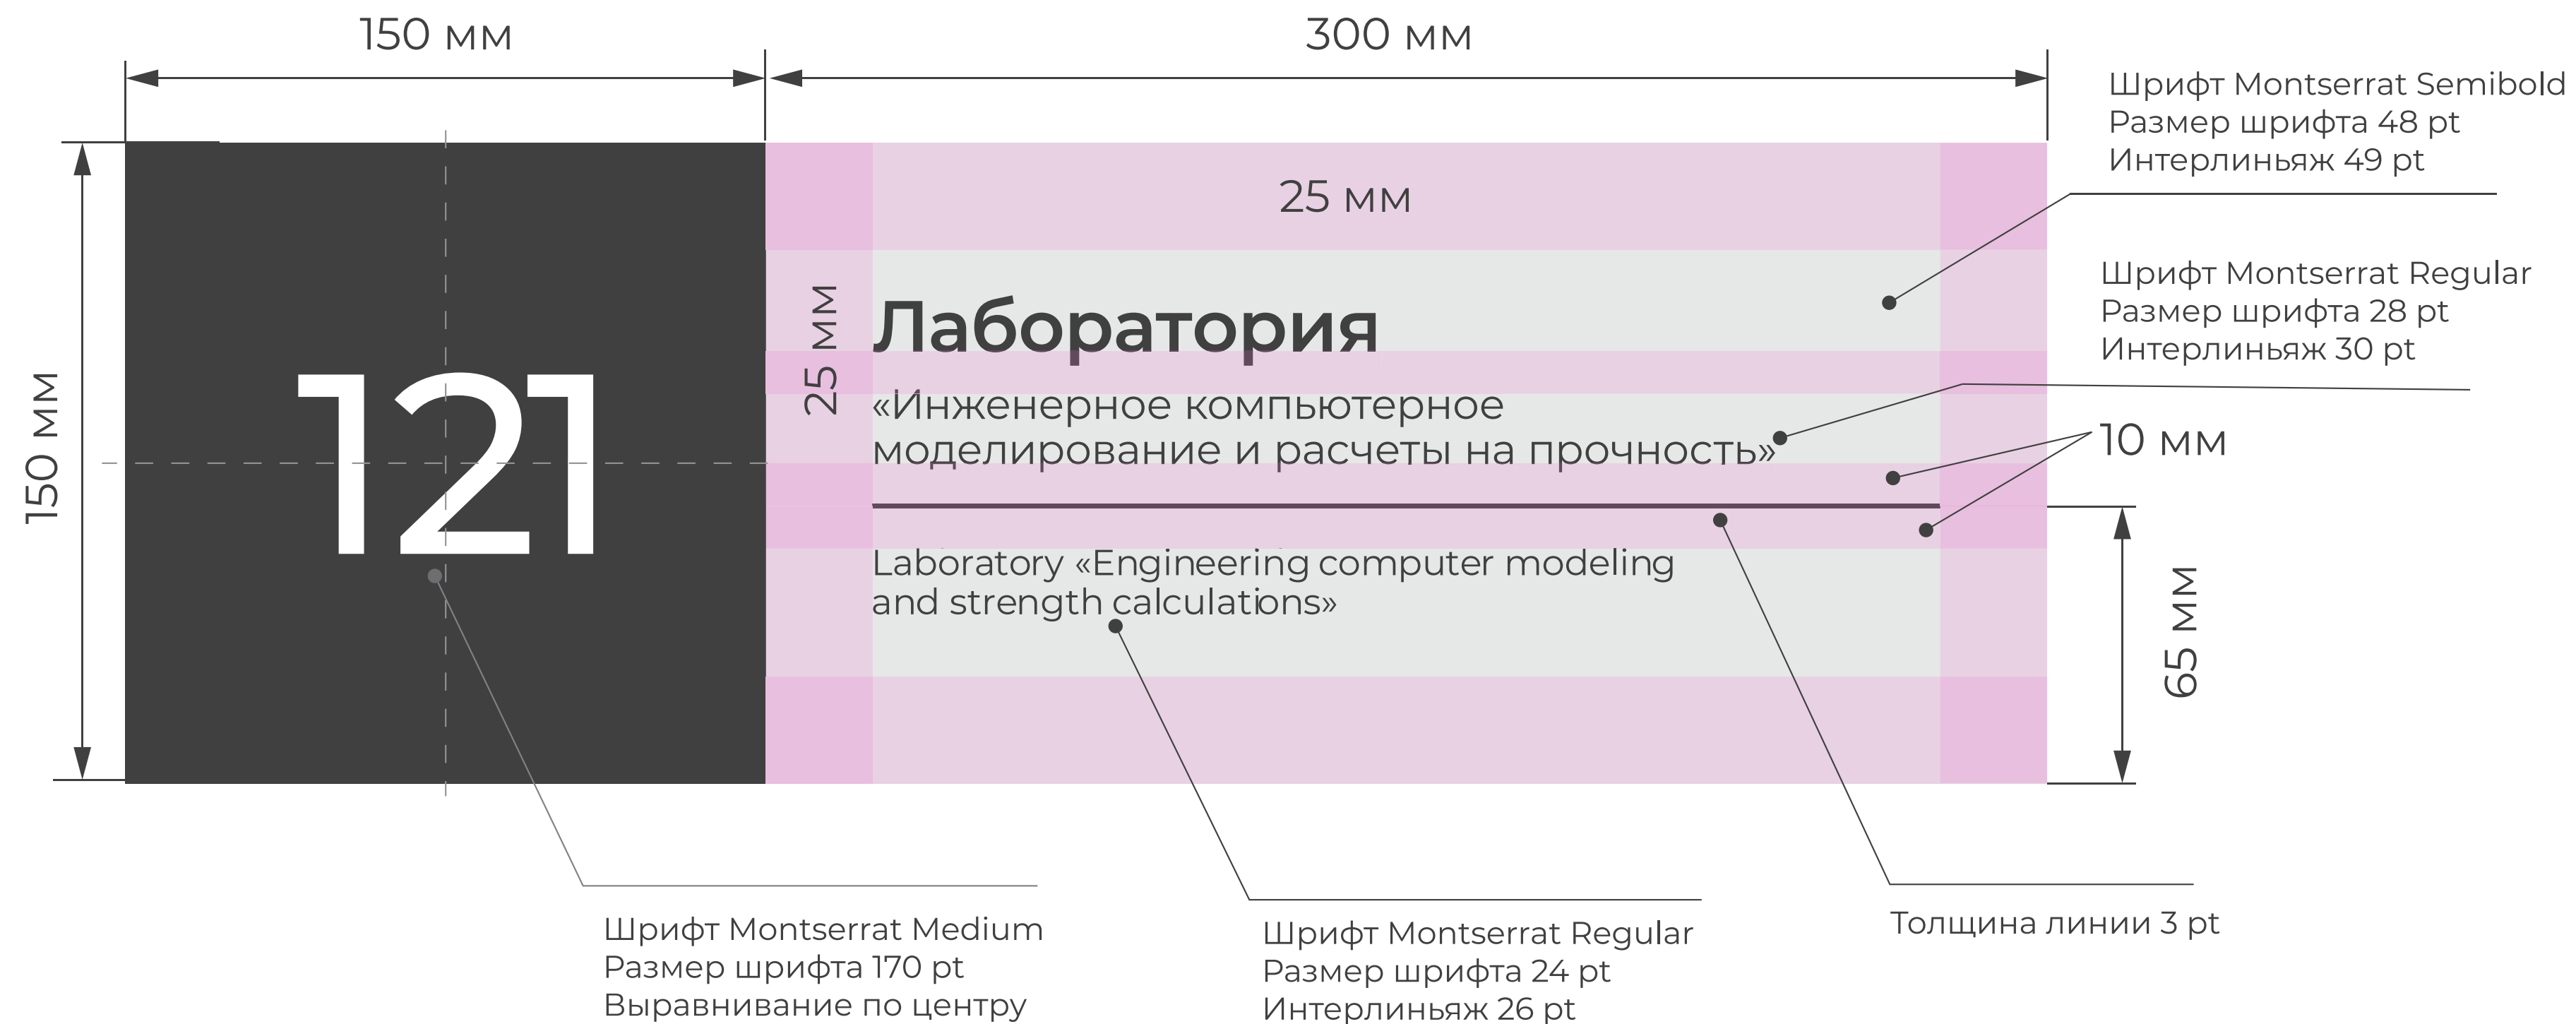 150 мм
300 мм
Шрифт Montserrat Semibold
Размер шрифта 48 pt
Интерлиньяж 49 pt
25 мм
Шрифт Montserrat Regular
Размер шрифта 28 pt
Интерлиньяж 30 pt
150 мм
121
25 мм
Лаборатория
«Инженерное компьютерное
моделирование и расчеты на прочность»
10 мм
Laboratory «Engineering computer modeling
and strength calculations»
65 мм
Шрифт Montserrat Medium
Размер шрифта 170 pt
Выравнивание по центру
Шрифт Montserrat Regular
Размер шрифта 24 pt
Интерлиньяж 26 pt
Толщина линии 3 pt